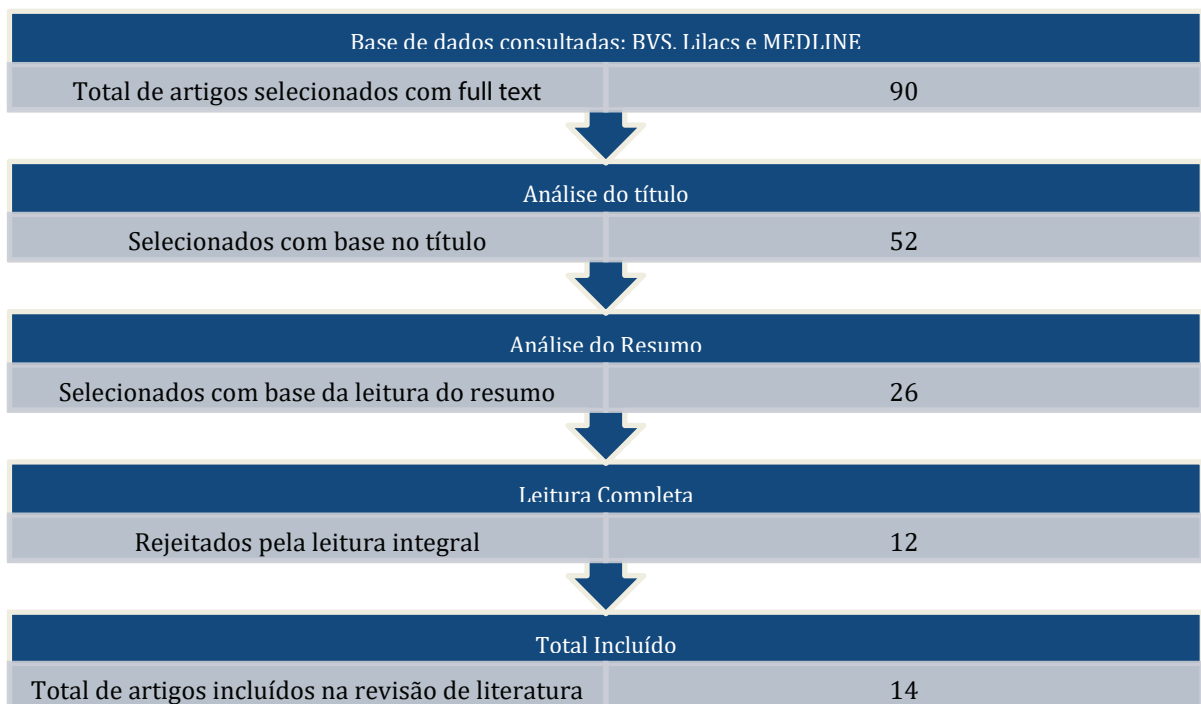 Base de dados consultadas: BVS, Lilacs e MEDLINE
Total de artigos selecionados com full text 90
Análise do título
Selecionados com base no título 52
Análise do Resumo
Selecionados com base da leitura do resumo 26
Leitura Completa
Rejeitados pela leitura integral 12
Total Incluído
Total de artigos incluídos na revisão de literatura 14